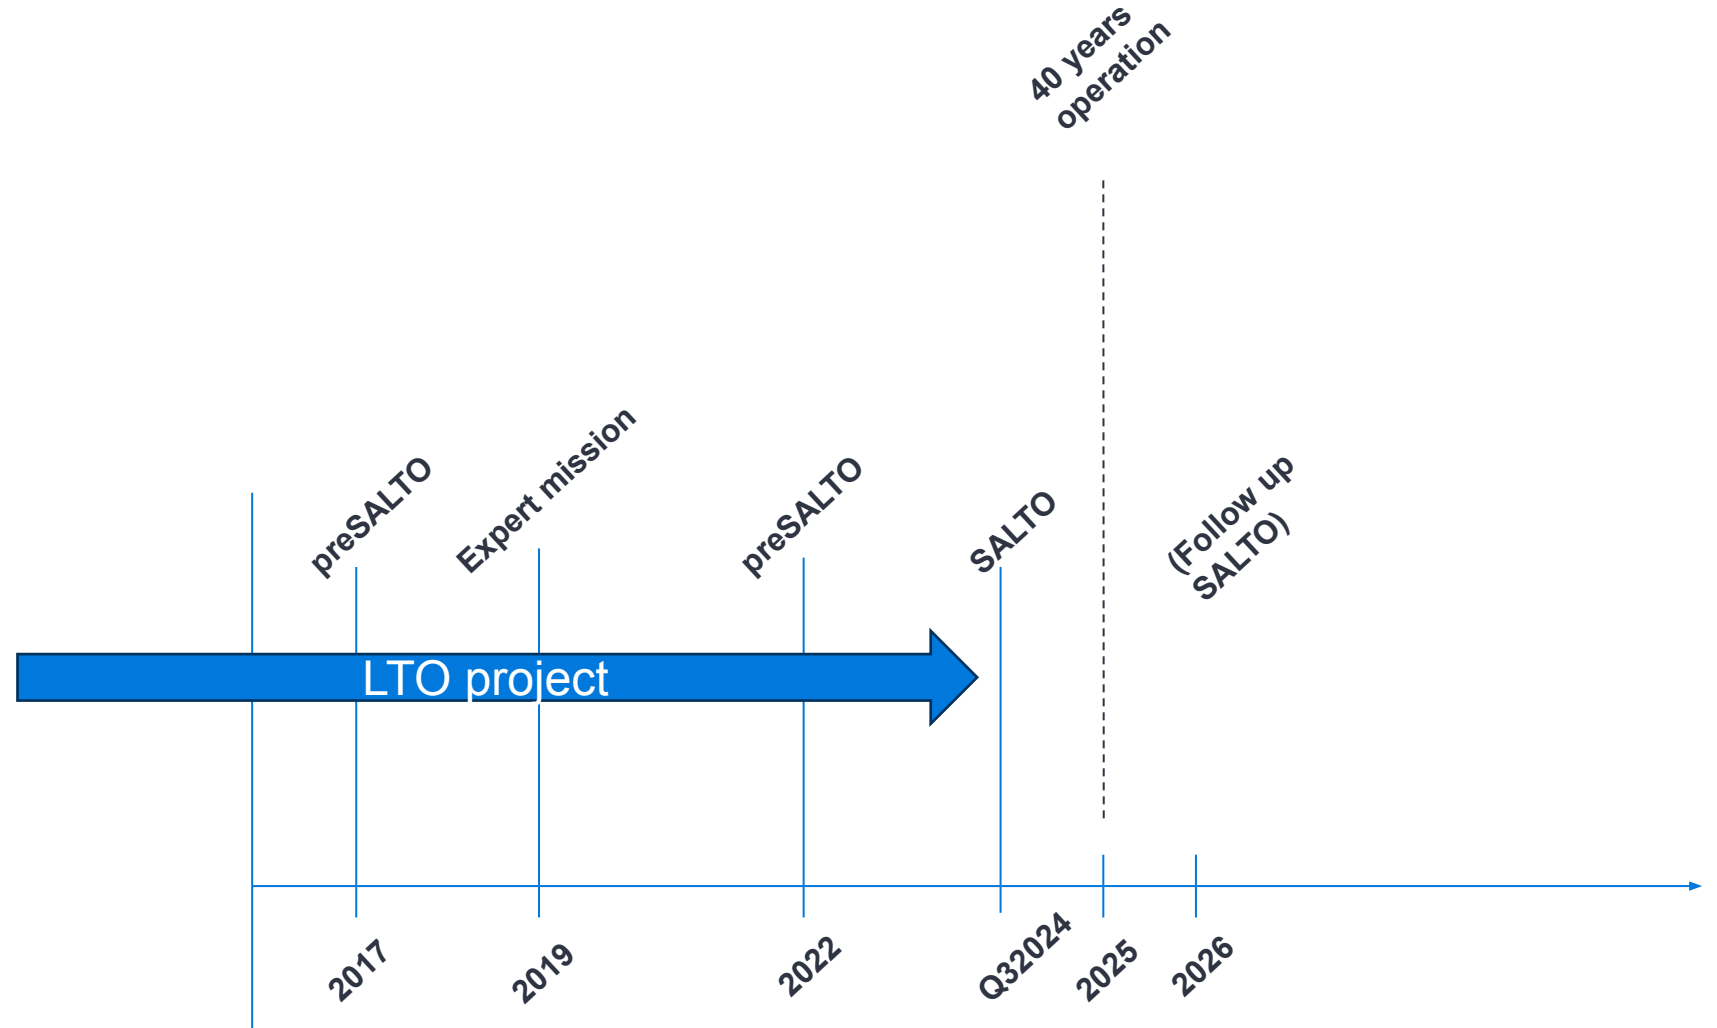 40 years
operation
preSALTO
Expert mission
preSALTO
SALTO
(Follow up
SALTO)
LTO project
2017
2019
2022
Q32024
2025
2026